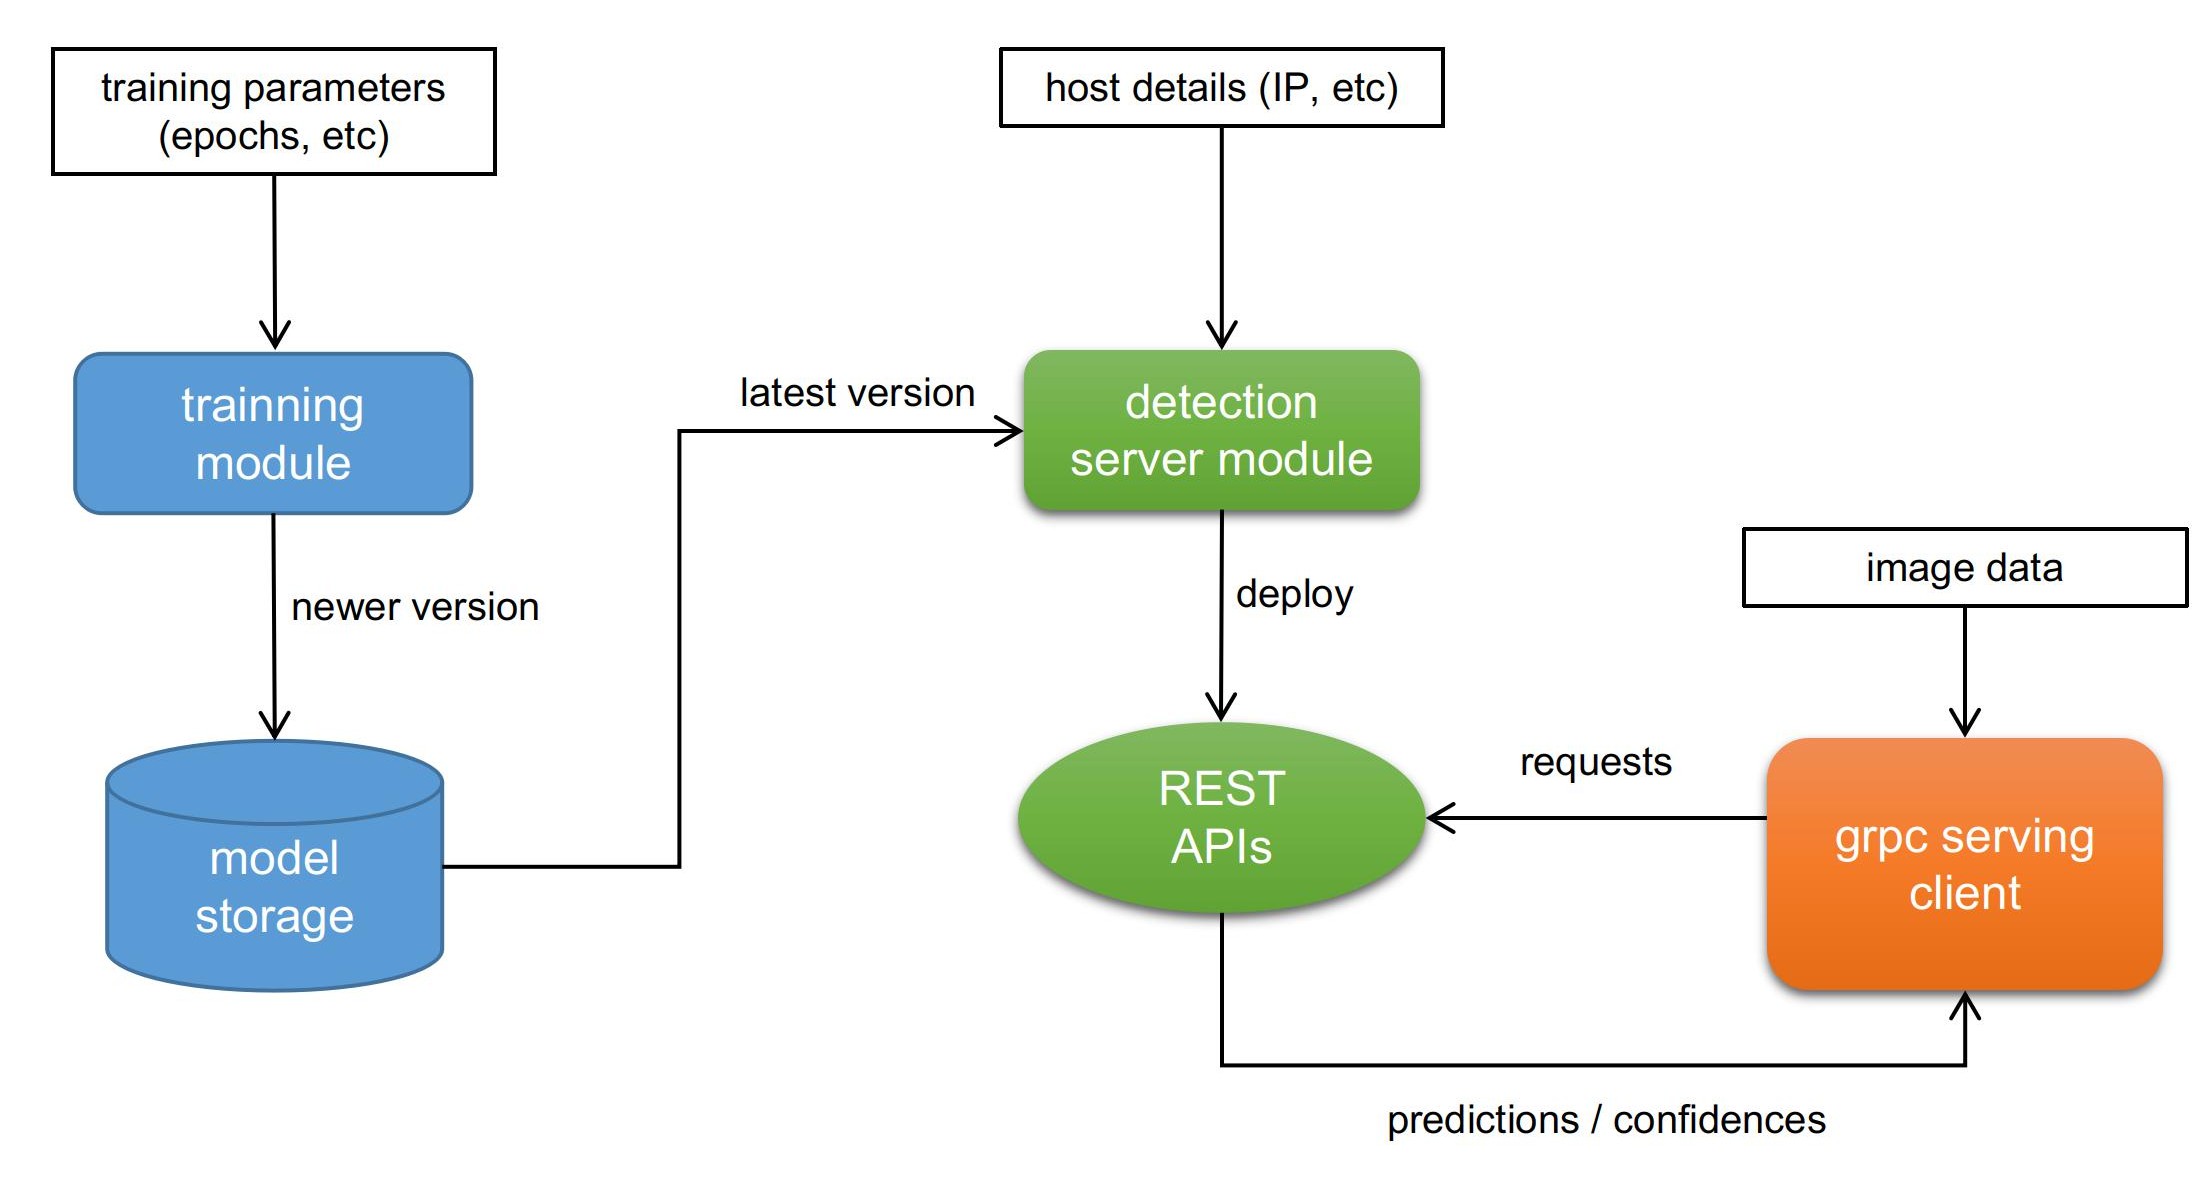 training parameters
(epochs, etc)
host details (IP, etc)
trainning
module
latest version
detection
server module
newer version
deploy
image data
model
storage
REST
APIs
requests
grpc serving
client
predictions / confidences